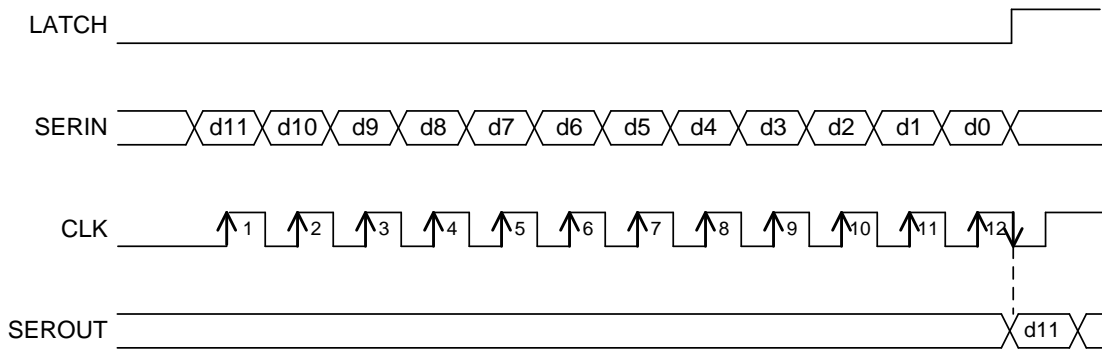 LATCH
SERIN d11 d10 d9 d8 d7 d6 d5 d4 d3 d2 d1 d0
CLK 1 2 3 4 5 6 7 8 9 10 11 12
SEROUT d11